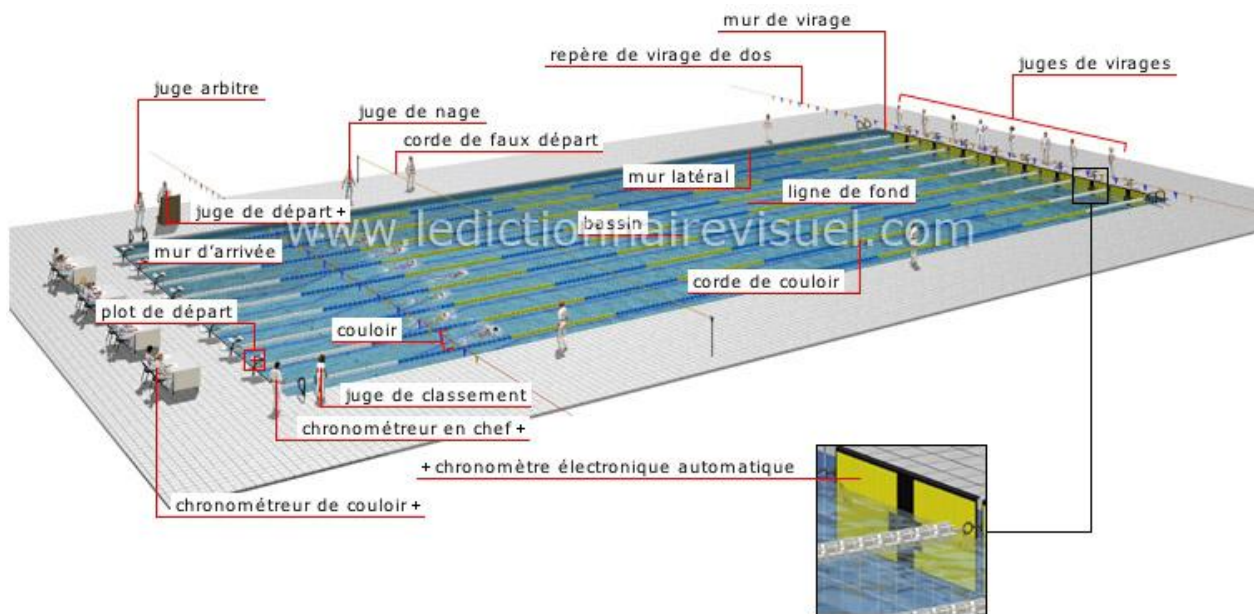 mur de virage
repère de virage de dos
juges de virages
juge arbitre
juge de nage
corde de faux départ
mur latéral
ligne de fond
juge de départ +
www.ledictionnairevisuel.com
bassin
mur d'arrivée
corde de couloir
plot de départ
couloir
juge de classement
chronométreur en chef +
+ chronomètre électronique automatique
chronométreur de couloir +